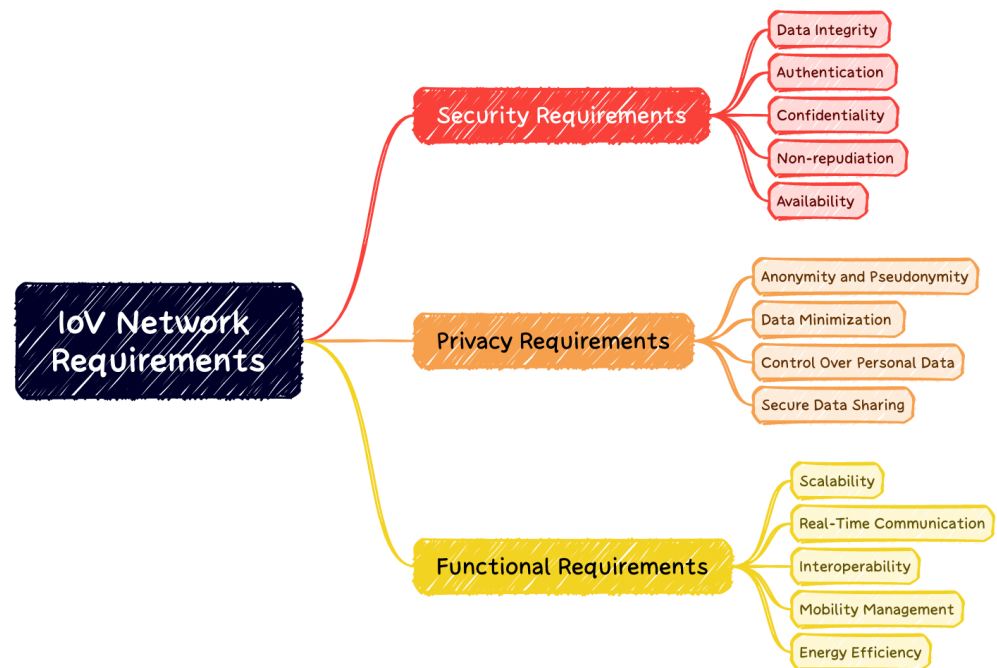 IoV Network
Requirements
Security Requirements
Data Integrity
Authentication
Confidentiality
Non-repudiation
Availability
Privacy Requirements
Anonymity and Pseudonymity
Data Minimization
Control Over Personal Data
Secure Data Sharing
Functional Requirements
Scalability
Real-Time Communication
Interoperability
Mobility Management
Energy Efficiency